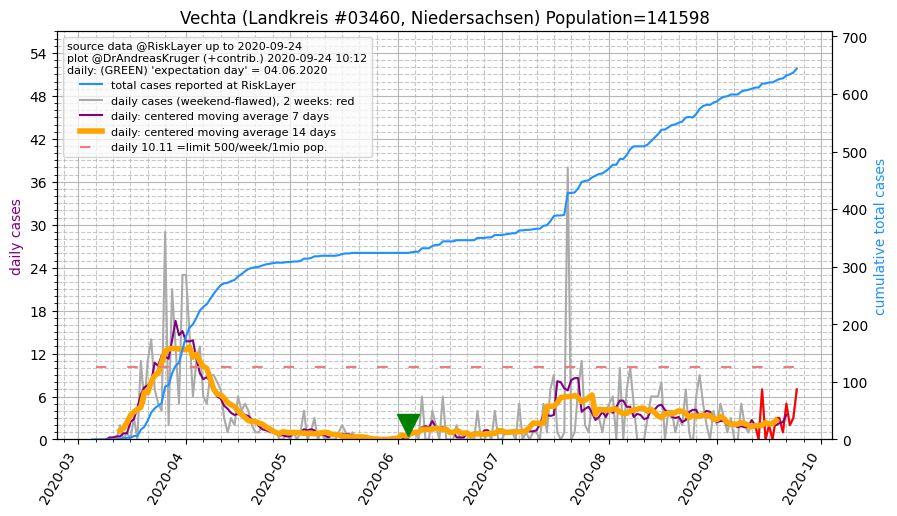 Vechta (Landkreis #03460, Niedersachsen) Population=141598
source data @RiskLayer up to 2020-09-24
plot @DrAndreasKruger (+contrib.) 2020-09-24 10:12
daily: (GREEN) 'expectation day' = 04.06.2020
total cases reported at RiskLayer
daily cases (weekend-flawed), 2 weeks: red
daily: centered moving average 7 days
daily: centered moving average 14 days
daily 10.11 =limit 500/week/1mio pop.
daily cases
54
48
42
36
30
24
18
12
6
0
700
600
500
400
300
200
100
0
cumulative total cases
2020-03
2020-04
2020-05
2020-06
2020-07
2020-08
2020-09
2020-10